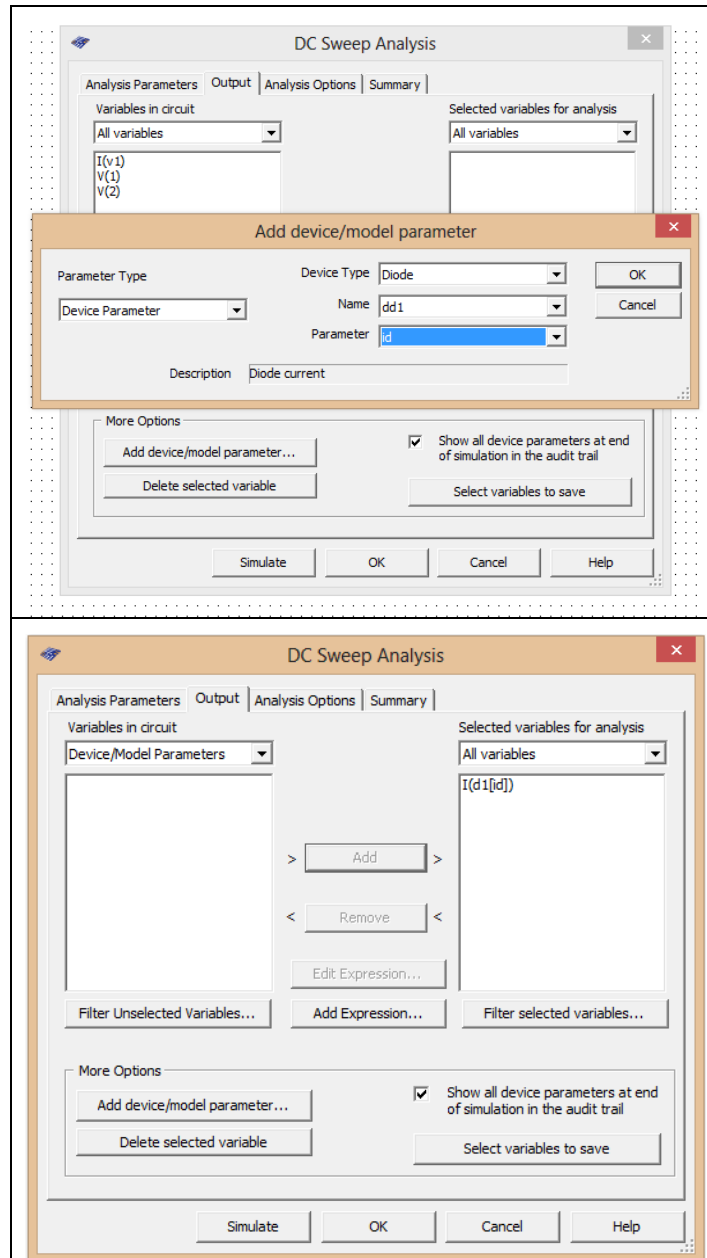 DC Sweep Analysis
Analysis Parameters Output Analysis Options Summary
Variables in circuit Selected variables for analysis
All variables All variables
I(v1)
V(1)
V(2)
Add device/model parameter
Parameter Type Device Type Diode OK
Device Parameter Name dd1 Cancel
Parameter id
Description Diode current
More Options
Add device/model parameter... Show all device parameters at end
of simulation in the audit trail
Delete selected variable Select variables to save
Simulate OK Cancel Help
DC Sweep Analysis
Analysis Parameters Output Analysis Options Summary
Variables in circuit Selected variables for analysis
Device/Model Parameters All variables
I(d1[id])
> Add >
< Remove <
Edit Expression...
Filter Unselected Variables... Add Expression... Filter selected variables...
More Options
Add device/model parameter... Show all device parameters at end
of simulation in the audit trail
Delete selected variable Select variables to save
Simulate OK Cancel Help